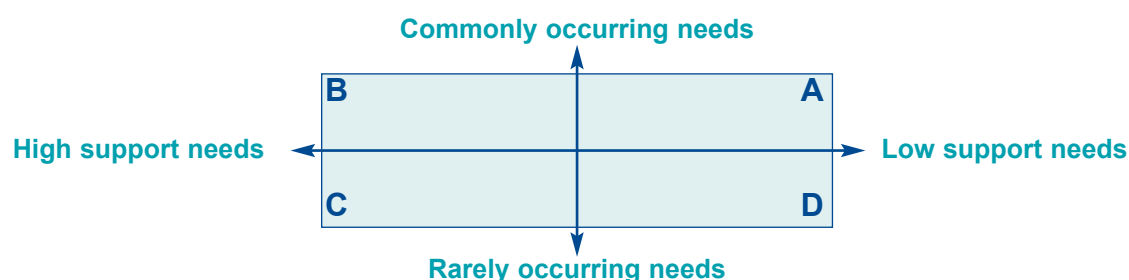 Commonly occurring needs
B
A
High support needs
Low support needs
C
D
Rarely occurring needs